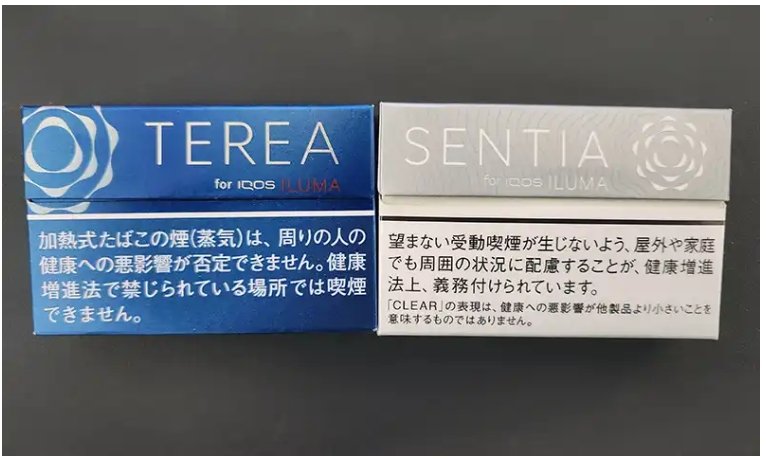 TEREA
for IQOS ILUMA
加熱式たばこの煙(蒸気)は、周りの人の
健康への悪影響が否定できません。健康
増進法で禁じられている場所では喫煙
できません。
SENTIA
for IQOS ILUMA
望まない受動喫煙が生じないよう、屋外や家庭
でも周囲の状況に配慮することが、健康増進
法上、義務付けられています。
「CLEAR」の表現は、健康への悪影響が他製品より小さいことを
意味するものではありません。